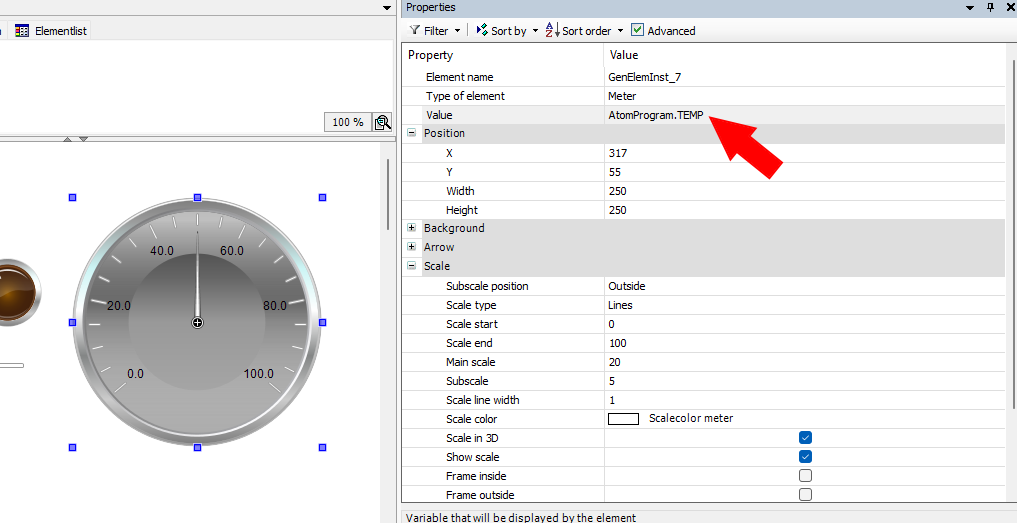 Elementlist
100 %
40.0 60.0
20.0 80.0
0.0 100.0
Properties
Filter Sort by Sort order Advanced
Property Value
Element name GenElemInst_7
Type of element Meter
Value AtomProgram.TEMP
Position
X 317
Y 55
Width 250
Height 250
Background
Arrow
Scale
Subscale position Outside
Scale type Lines
Scale start 0
Scale end 100
Main scale 20
Subscale 5
Scale line width 1
Scale color Scalecolor meter
Scale in 3D
Show scale
Frame inside
Frame outside
Variable that will be displayed by the element